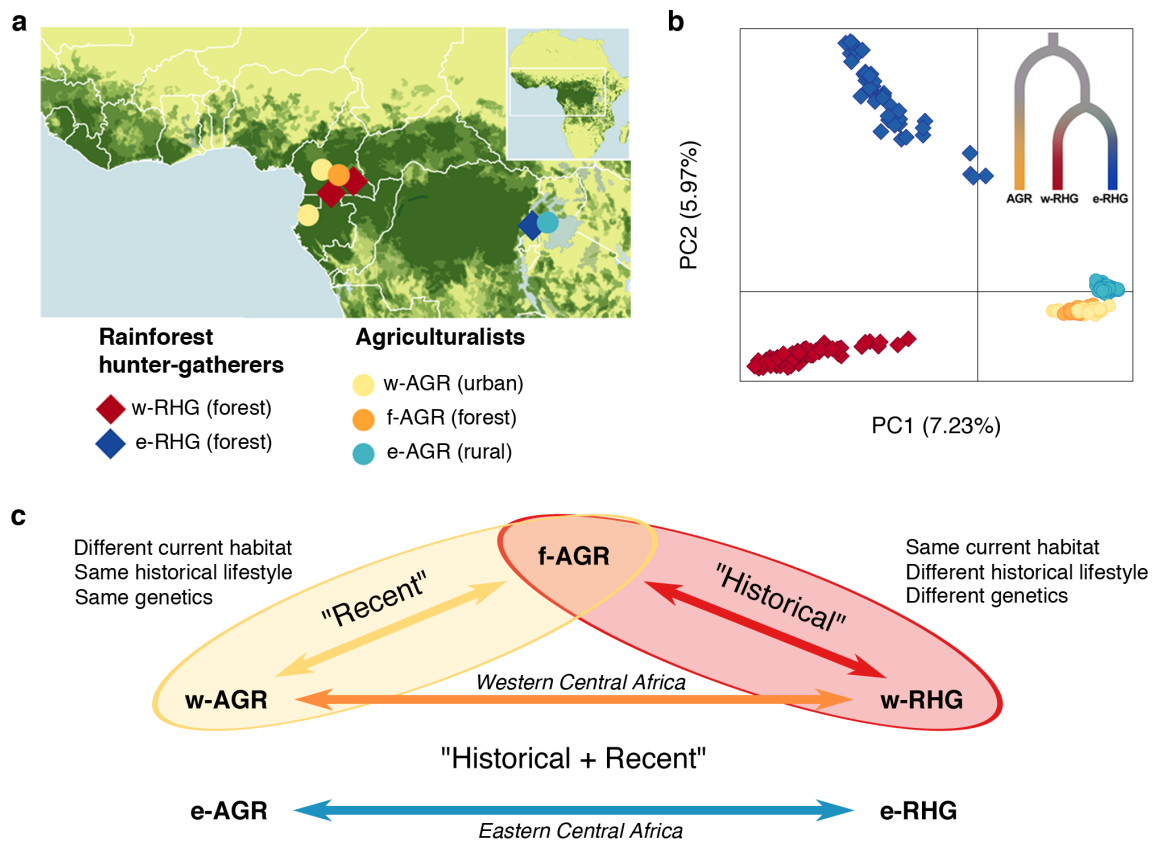 a
Rainforest
hunter-gatherers
w-RHG (forest)
e-RHG (forest)
Agriculturalists
w-AGR (urban)
f-AGR (forest)
e-AGR (rural)
b
PC2 (5.97%)
AGR w-RHG e-RHG
PC1 (7.23%)
c
Different current habitat
Same historical lifestyle
Same genetics
f-AGR
Same current habitat
Different historical lifestyle
Different genetics
"Recent"
"Historical"
w-AGR
Western Central Africa
w-RHG
"Historical + Recent"
e-AGR
e-RHG
Eastern Central Africa